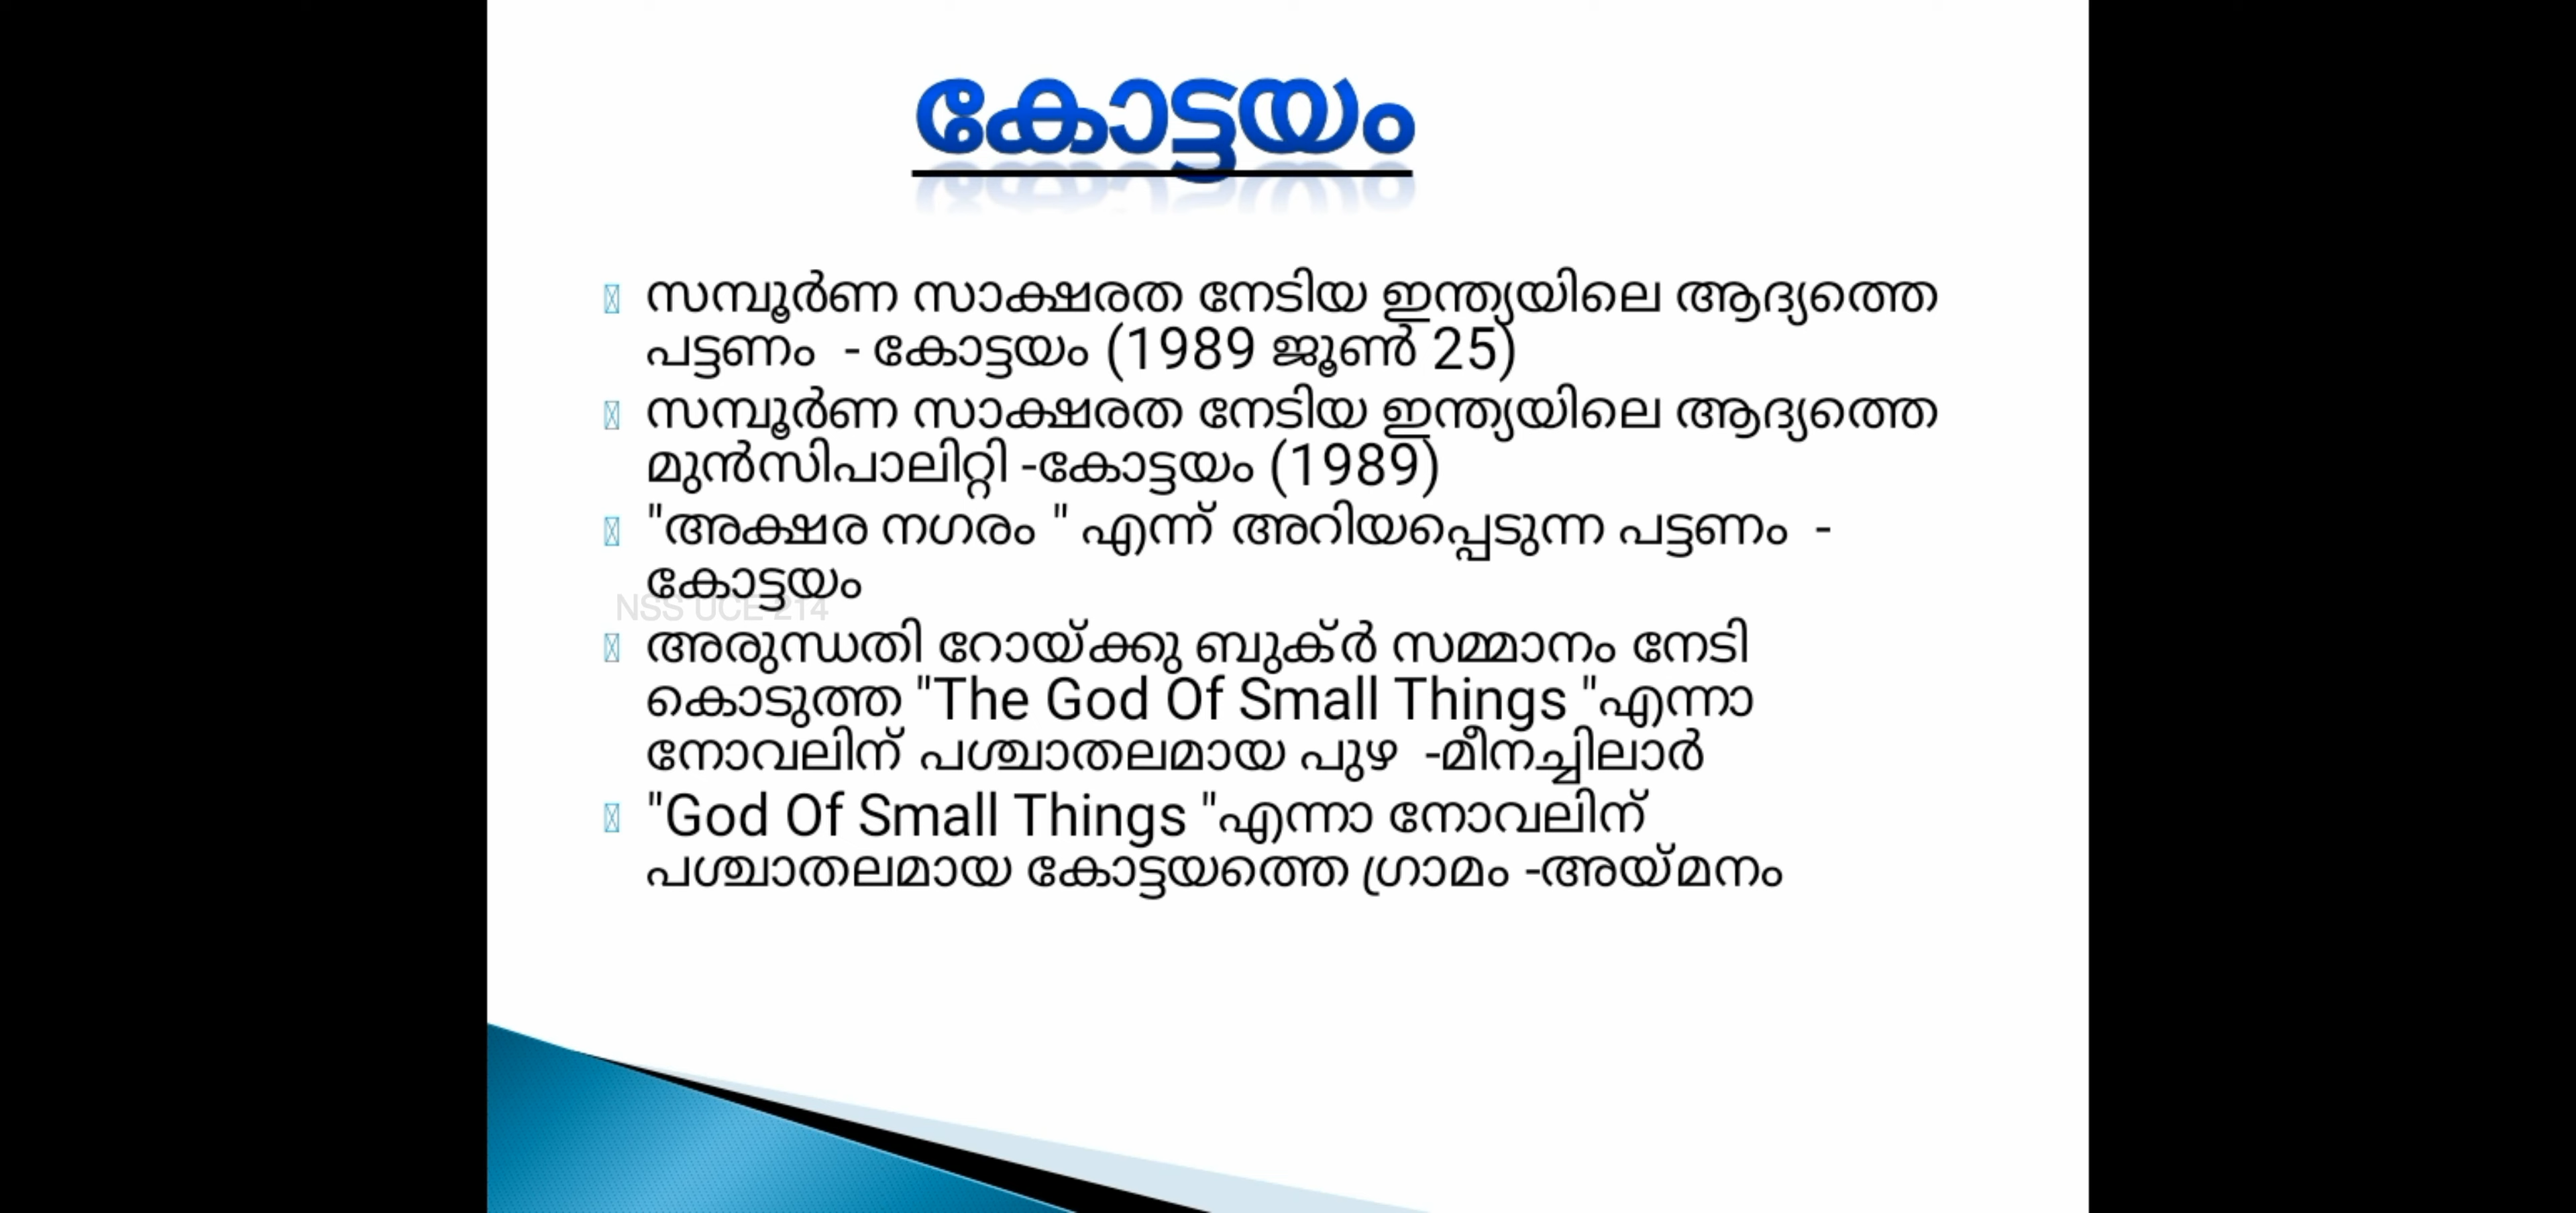 കോട്ടയം
സമ്പൂർണ സാക്ഷരത നേടിയ ഇന്ത്യയിലെ ആദ്യത്തെ
പട്ടണം - കോട്ടയം (1989 ജൂൺ 25)
സമ്പൂർണ സാക്ഷരത നേടിയ ഇന്ത്യയിലെ ആദ്യത്തെ
മുൻസിപാലിറ്റി -കോട്ടയം (1989)
"അക്ഷര നഗരം " എന്ന് അറിയപ്പെടുന്ന പട്ടണം -
കോട്ടയം
NSS UCE 214
അരുന്ധതി റോയ്ക്കു ബുക്ർ സമ്മാനം നേടി
കൊടുത്ത "The God Of Small Things "എന്നാ
നോവലിന് പശ്ചാതലമായ പുഴ -മീനച്ചിലാർ
"God Of Small Things "എന്നാ നോവലിന്
പശ്ചാതലമായ കോട്ടയത്തെ ഗ്രാമം -അയ്മനം